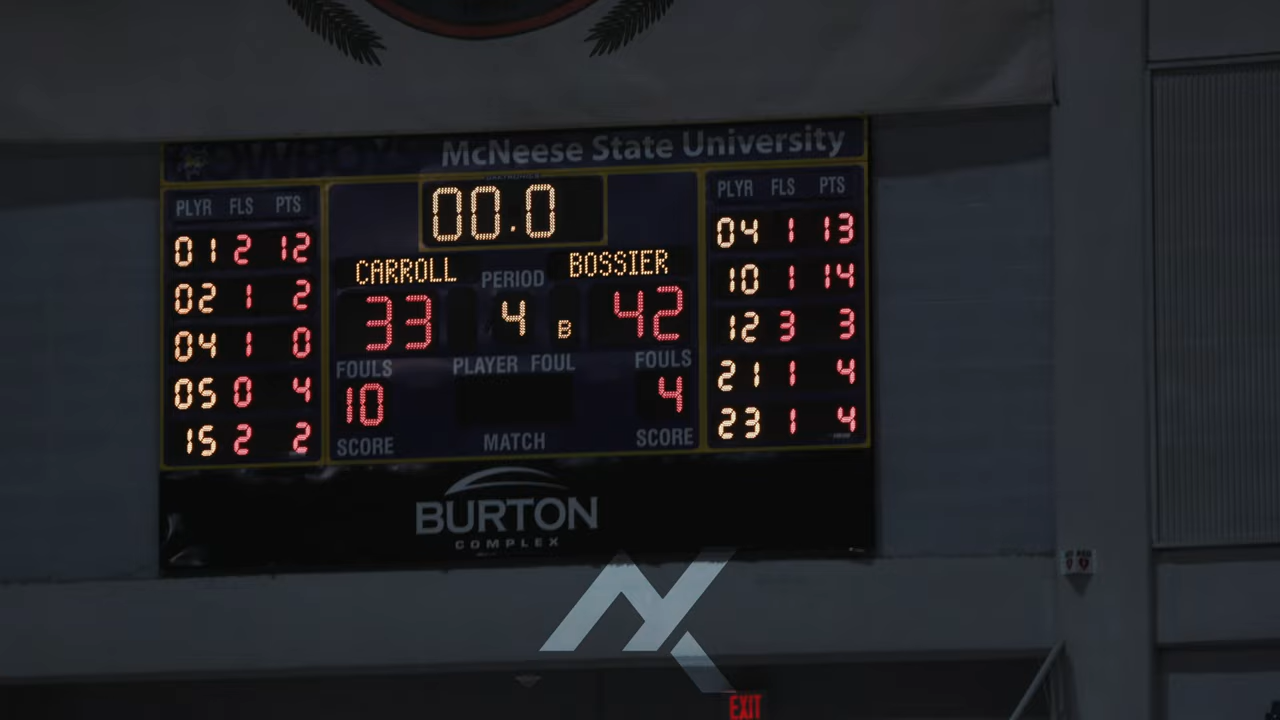 COWBOYS McNeese State University
DAKTRONICS
PLYR FLS PTS
01 2 12
02 1 2
04 1 0
05 0 4
15 2 2
00.0
CARROLL PERIOD BOSSIER
33 4 B 42
FOULS PLAYER FOUL FOULS
10 4
SCORE MATCH SCORE
PLYR FLS PTS
04 1 13
10 1 14
12 3 3
21 1 4
23 1 4
BURTON
COMPLEX
EXIT